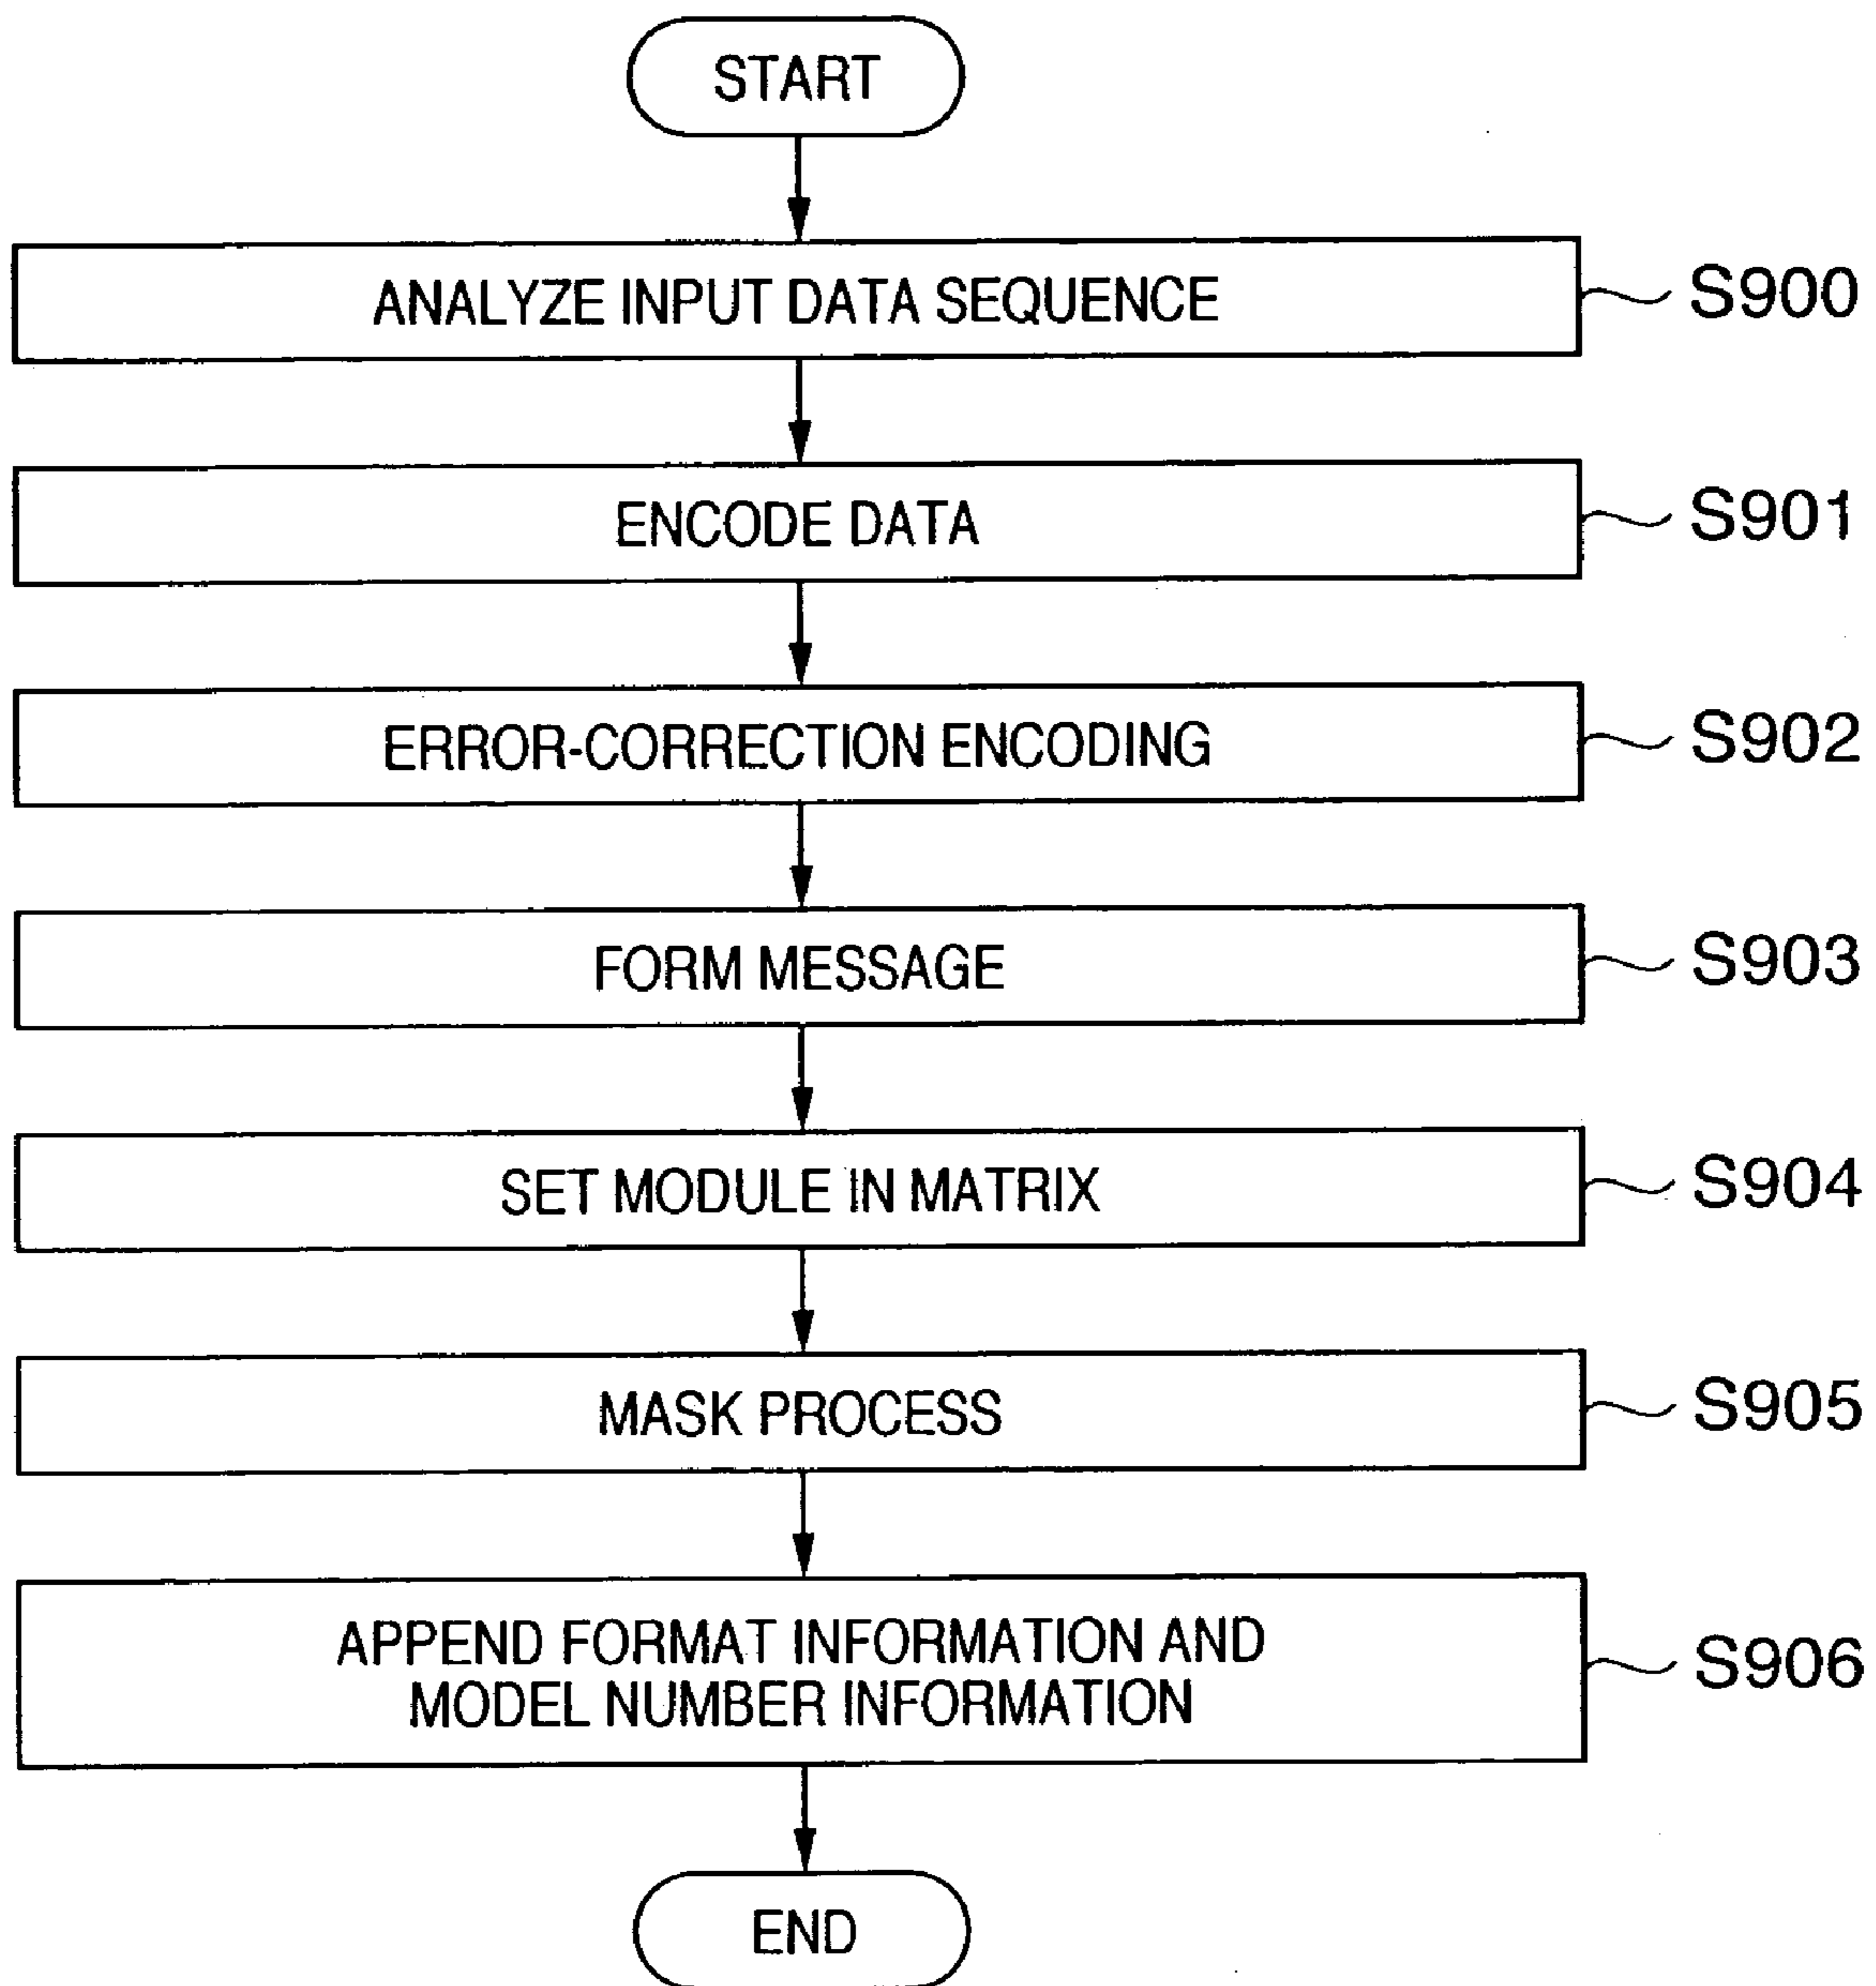 START
ANALYZE INPUT DATA SEQUENCE
S900
ENCODE DATA
S901
ERROR-CORRECTION ENCODING
S902
FORM MESSAGE
S903
SET MODULE IN MATRIX
S904
MASK PROCESS
S905
APPEND FORMAT INFORMATION AND
MODEL NUMBER INFORMATION
S906
END